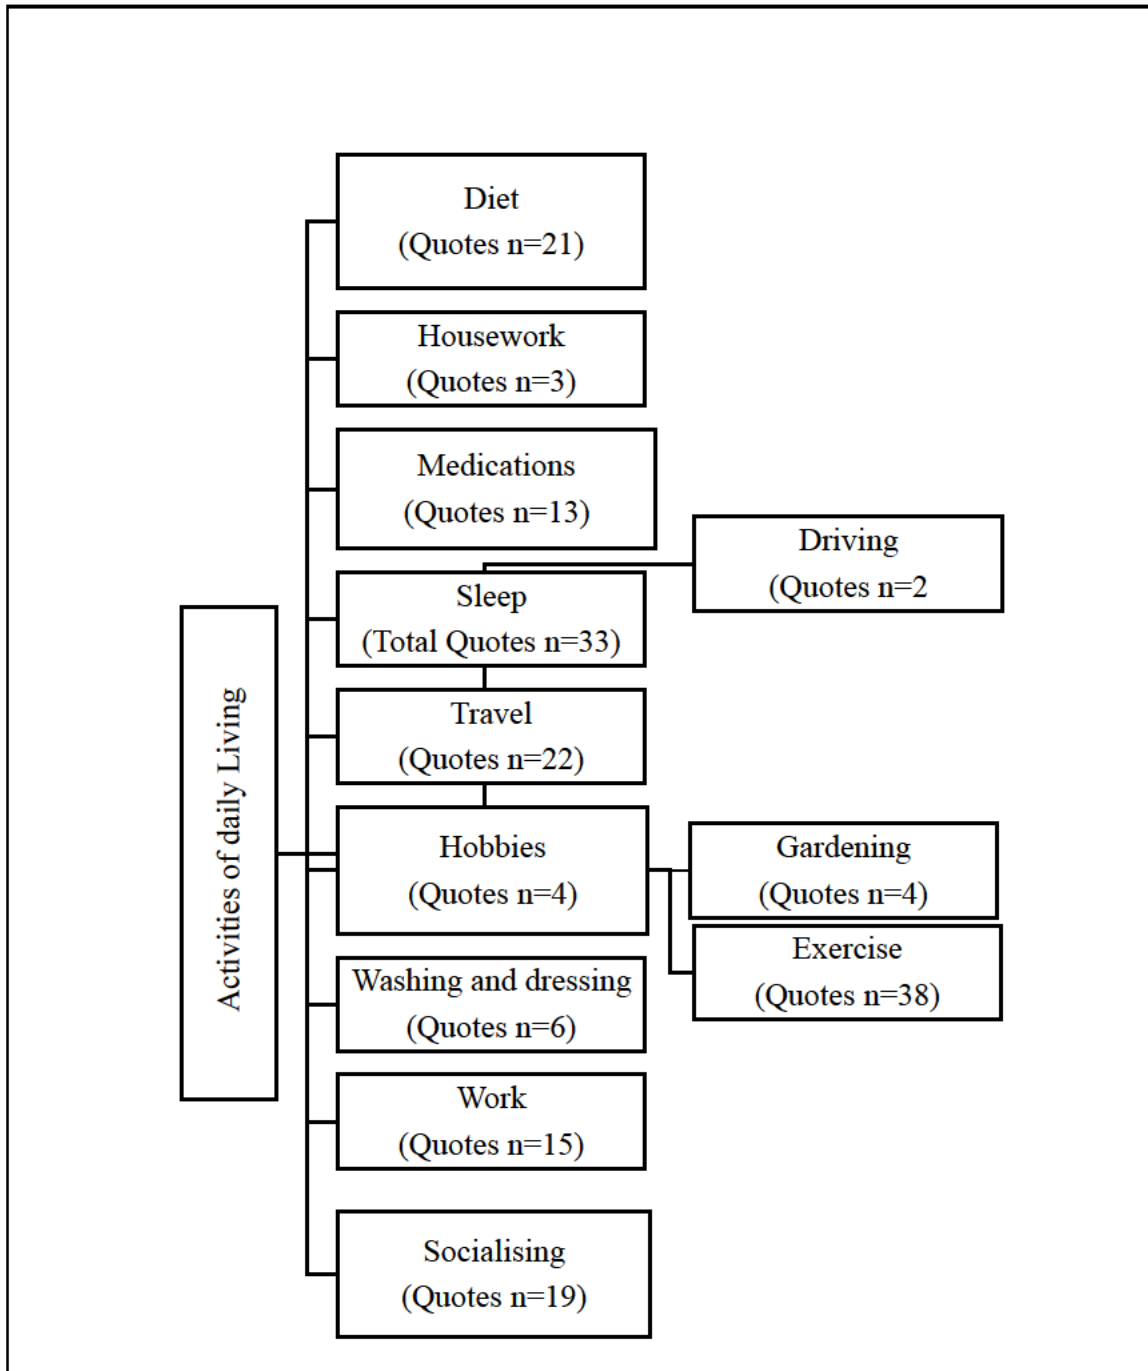 Activities of daily Living
Diet
(Quotes n=21)
Housework
(Quotes n=3)
Medications
(Quotes n=13)
Sleep
(Total Quotes n=33)
Driving
(Quotes n=2
Travel
(Quotes n=22)
Hobbies
(Quotes n=4)
Gardening
(Quotes n=4)
Exercise
(Quotes n=38)
Washing and dressing
(Quotes n=6)
Work
(Quotes n=15)
Socialising
(Quotes n=19)